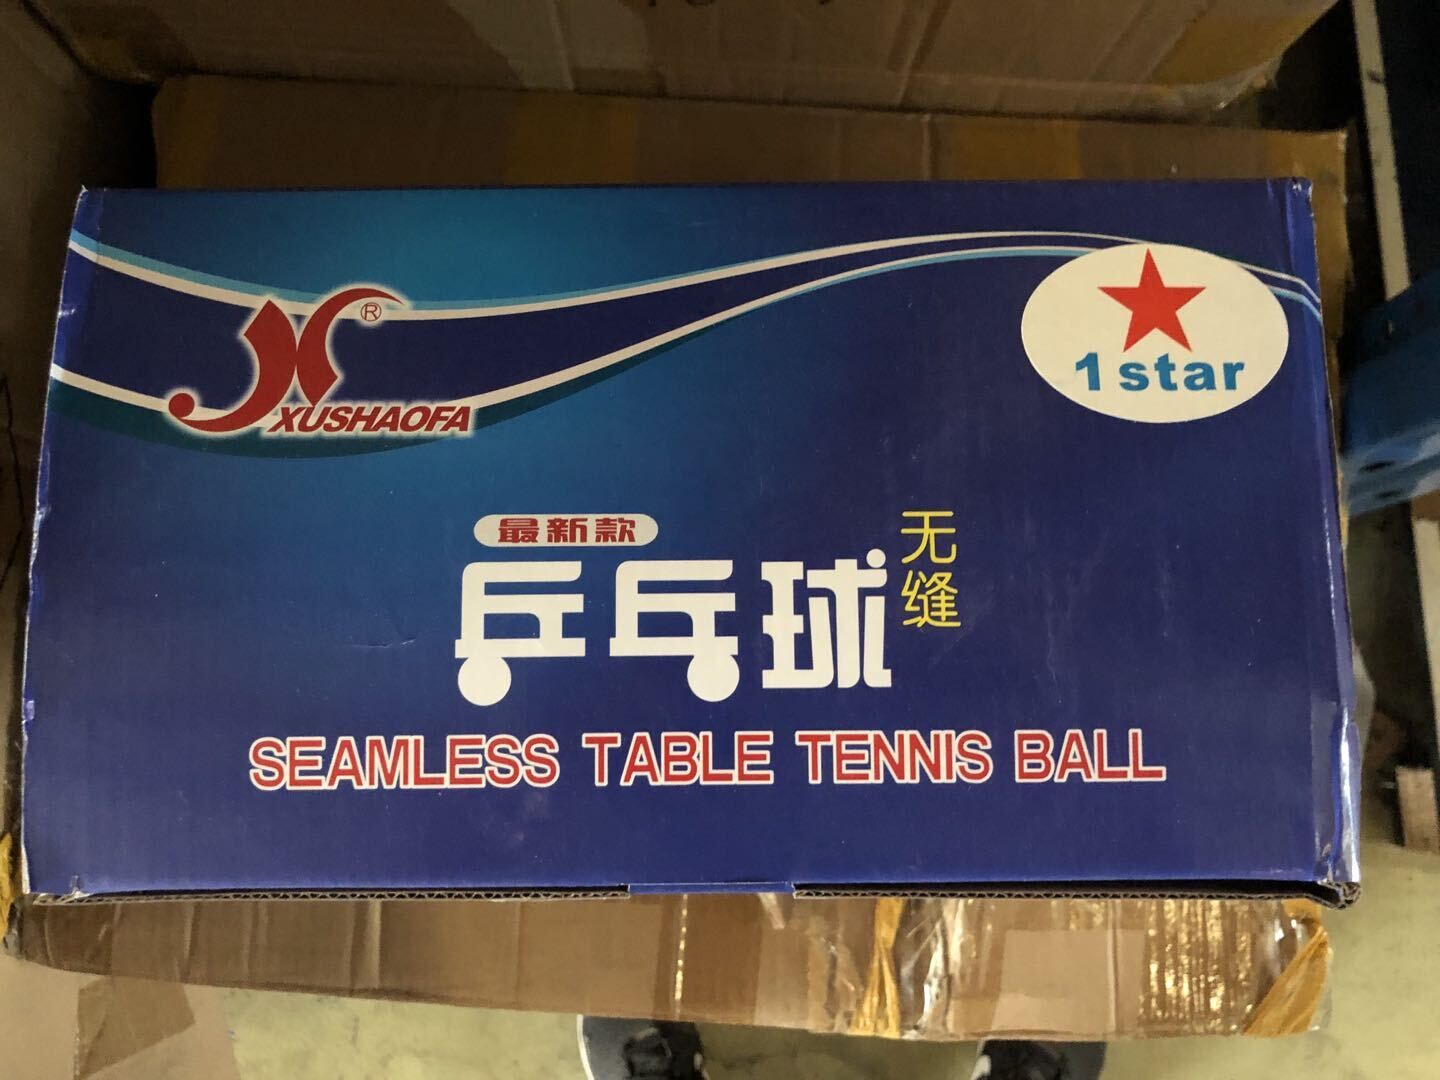 ®
XUSHAOFA
1 star
最新款
乒乓球
无缝
SEAMLESS TABLE TENNIS BALL